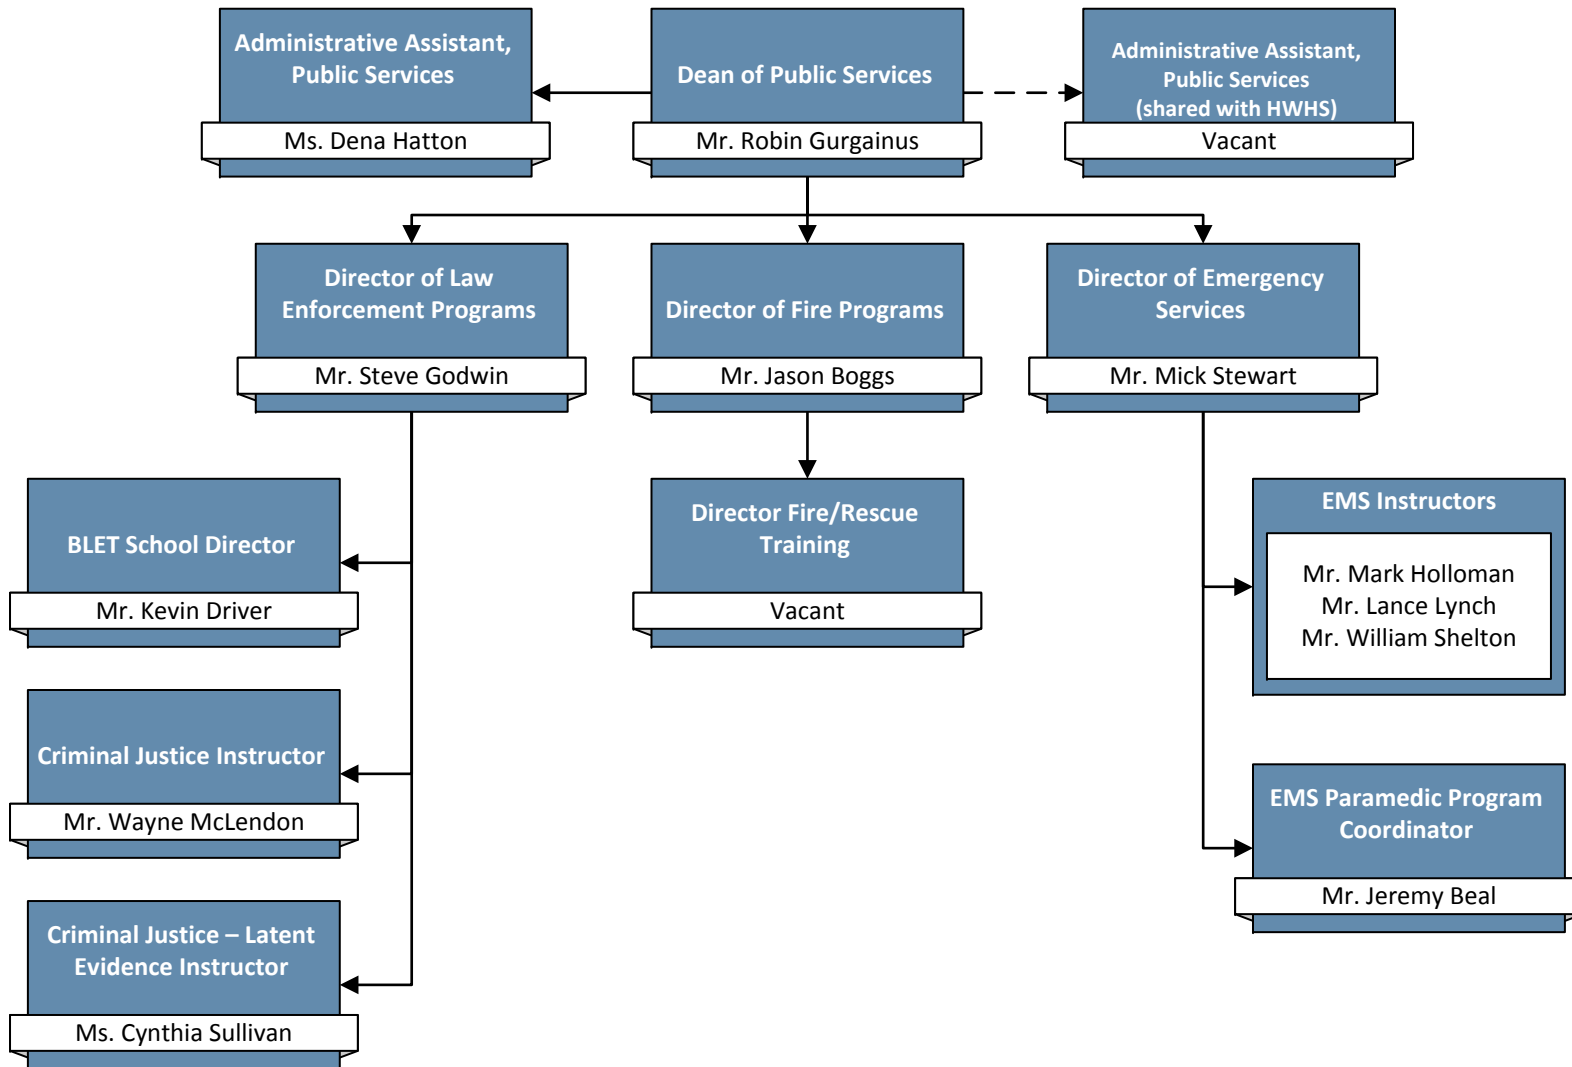 Administrative Assistant,
Public Services
Ms. Dena Hatton
Dean of Public Services
Mr. Robin Gurgainus
Administrative Assistant,
Public Services
(shared with HWHS)
Vacant
Director of Law
Enforcement Programs
Mr. Steve Godwin
Director of Fire Programs
Mr. Jason Boggs
Director of Emergency
Services
Mr. Mick Stewart
BLET School Director
Mr. Kevin Driver
Director Fire/Rescue
Training
Vacant
EMS Instructors
Mr. Mark Holloman
Mr. Lance Lynch
Mr. William Shelton
Criminal Justice Instructor
Mr. Wayne McLendon
EMS Paramedic Program
Coordinator
Mr. Jeremy Beal
Criminal Justice – Latent
Evidence Instructor
Ms. Cynthia Sullivan